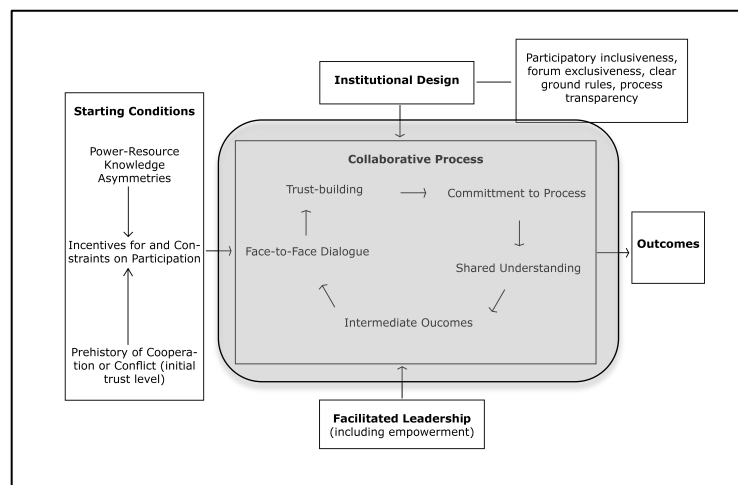 Institutional Design
Participatory inclusiveness,
forum exclusiveness, clear
ground rules, process
transparency
Starting Conditions
Power-Resource
Knowledge
Asymmetries
Incentives for and Con-
straints on Participation
Prehistory of Coopera-
tion or Conflict (initial
trust level)
Collaborative Process
Trust-building
Committment to Process
Face-to-Face Dialogue
Shared Understanding
Intermediate Oucomes
Outcomes
Facilitated Leadership
(including empowerment)